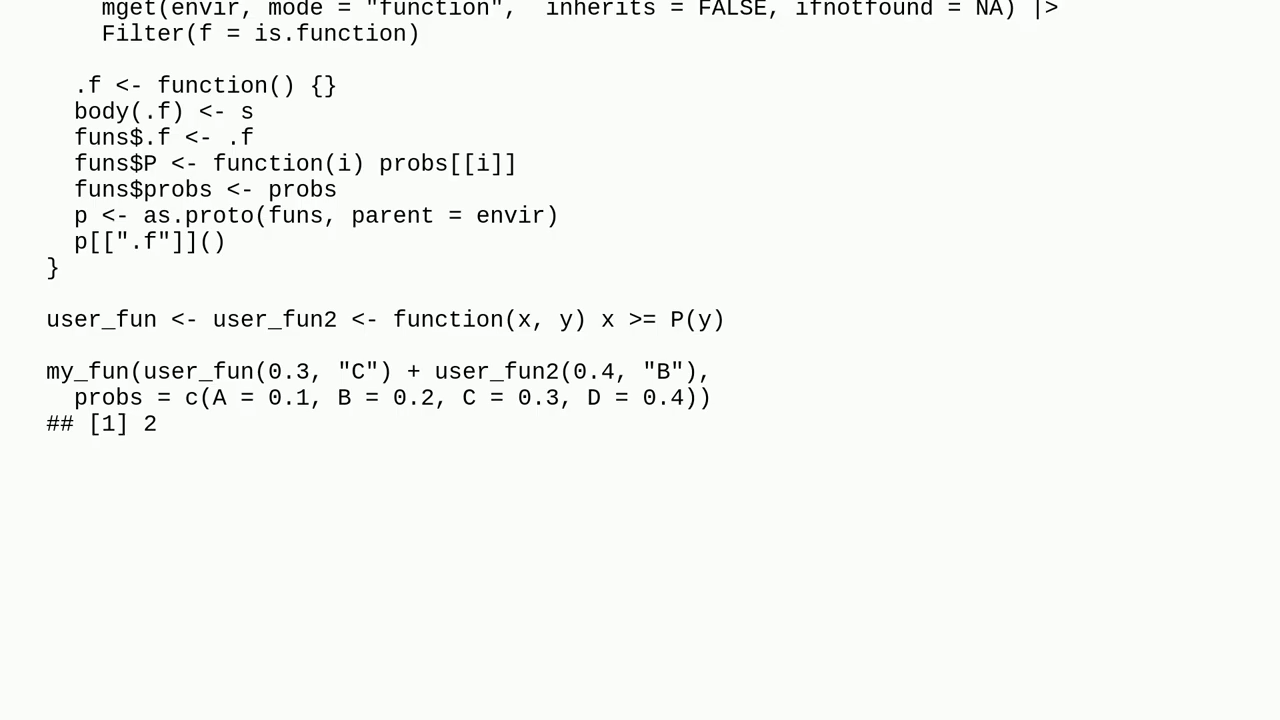 mget(envir, mode = "function",  inherits = FALSE, ifnotfound = NA) |>
Filter(f = is.function)
.f <- function() {}
body(.f) <- s
funs$.f <- .f
funs$P <- function(i) probs[[i]]
funs$probs <- probs
p <- as.proto(funs, parent = envir)
p[[".f"]]()
}
user_fun <- user_fun2 <- function(x, y) x >= P(y)
my_fun(user_fun(0.3, "C") + user_fun2(0.4, "B"),
probs = c(A = 0.1, B = 0.2, C = 0.3, D = 0.4))
## [1] 2